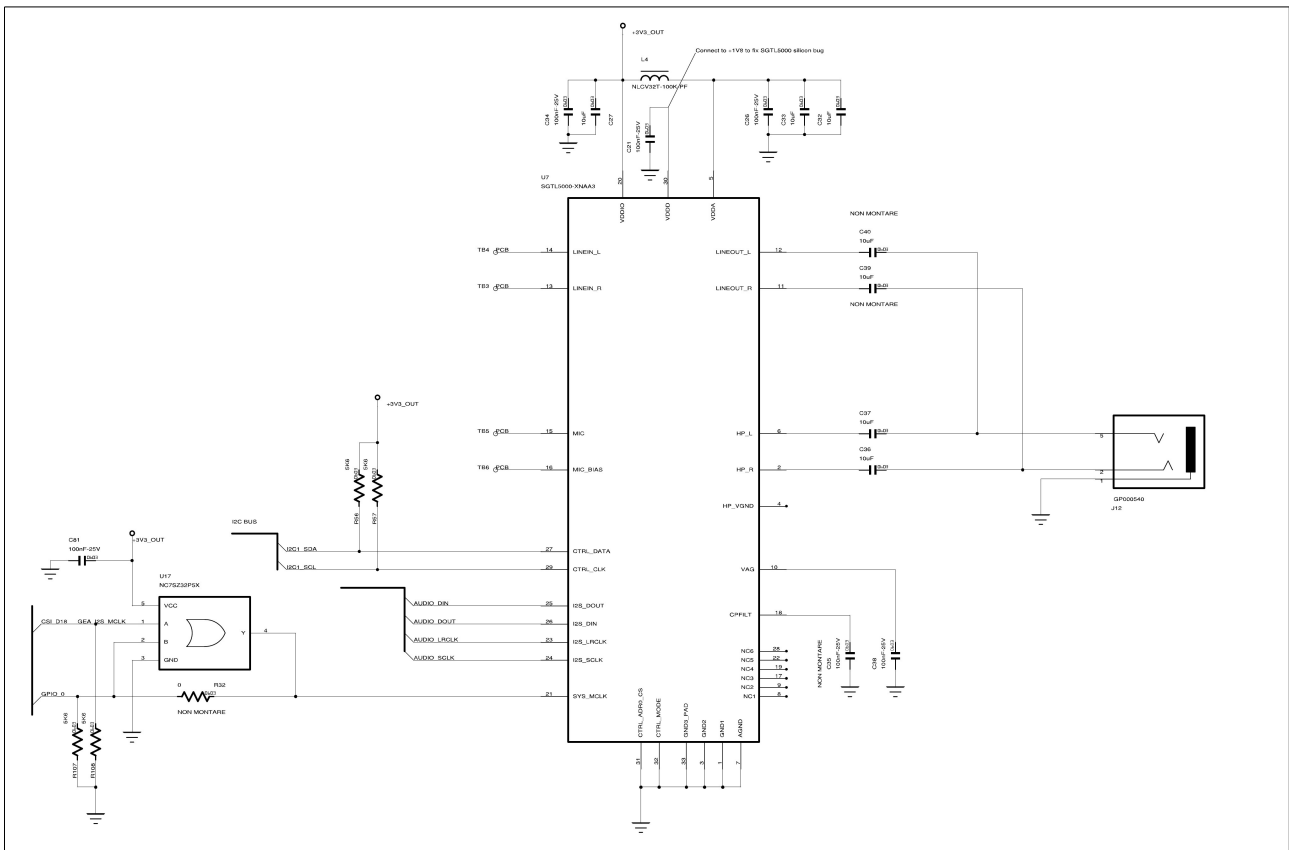 +3V3_OUT
Connect to +1V8 to fix SGTL5000 silicon bug
L4
NLCV32T-100K-PF
C34
100nF-25V
10uF
C27
C21
100nF-25V
C26
100nF-25V
C33
10uF
C32
10uF
U7
SGTL5000-XNAA3
20
30
5
VDDIO
VDDD
VDDA
NON MONTARE
C40
10uF
TB4 PCB
14
LINEIN_L
LINEOUT_L
12
C39
10uF
TB3 PCB
13
LINEIN_R
LINEOUT_R
11
NON MONTARE
+3V3_OUT
C37
10uF
TB5 PCB
15
MIC
HP_L
6
5
C36
10uF
TB6 PCB
16
MIC_BIAS
HP_R
2
2
1
5K6
5K6
R56
R57
HP_VGND
4
GP000540
J12
I2C BUS
+3V3_OUT
C81
100nF-25V
I2C1_SDA
27
CTRL_DATA
I2C1_SCL
29
CTRL_CLK
VAG
10
U17
NC7SZ32P5X
5
VCC
AUDIO_DIN
25
I2S_DOUT
CPFILT
18
CSI_D18
GEA_I2S_MCLK
1
A
AUDIO_DOUT
26
I2S_DIN
2
B
Y
4
AUDIO_LRCLK
23
I2S_LRCLK
3
GND
AUDIO_SCLK
24
I2S_SCLK
NON MONTARE
C35
100nF-25V
C38
100nF-25V
NC6
28
NC5
22
NC4
19
NC3
17
NC2
9
NC1
8
GPIO_0
0
R32
NON MONTARE
21
SYS_MCLK
5K6
5K6
R107
R108
CTRL_ADR0_CS
CTRL_MODE
GND3_PAD
GND2
GND1
AGND
31
32
33
3
1
7